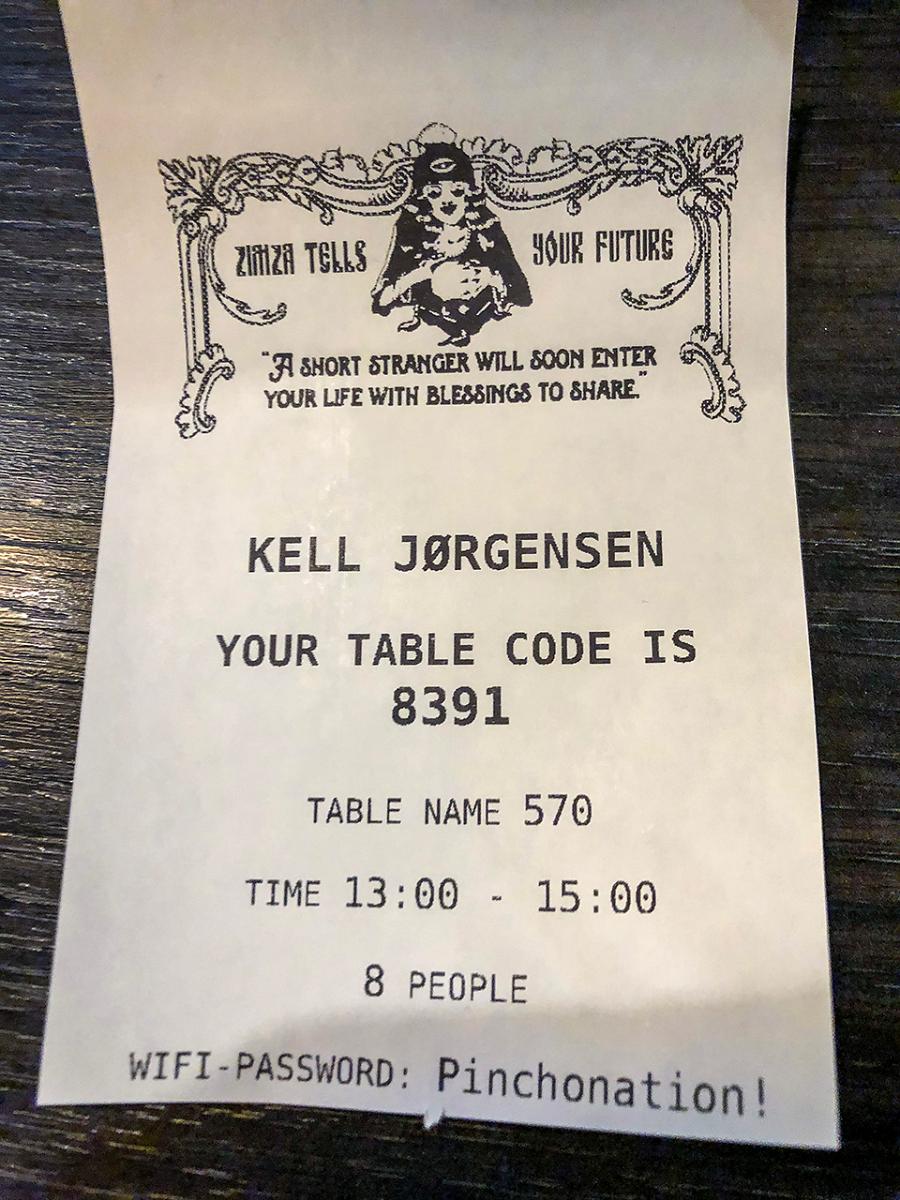 ZIMZA TELLS YOUR FUTURE
"A SHORT STRANGER WILL SOON ENTER
YOUR LIFE WITH BLESSINGS TO SHARE."
KELL JØRGENSEN
YOUR TABLE CODE IS
8391
TABLE NAME 570
TIME 13:00 - 15:00
8 PEOPLE
WIFI-PASSWORD: Pinchonation!